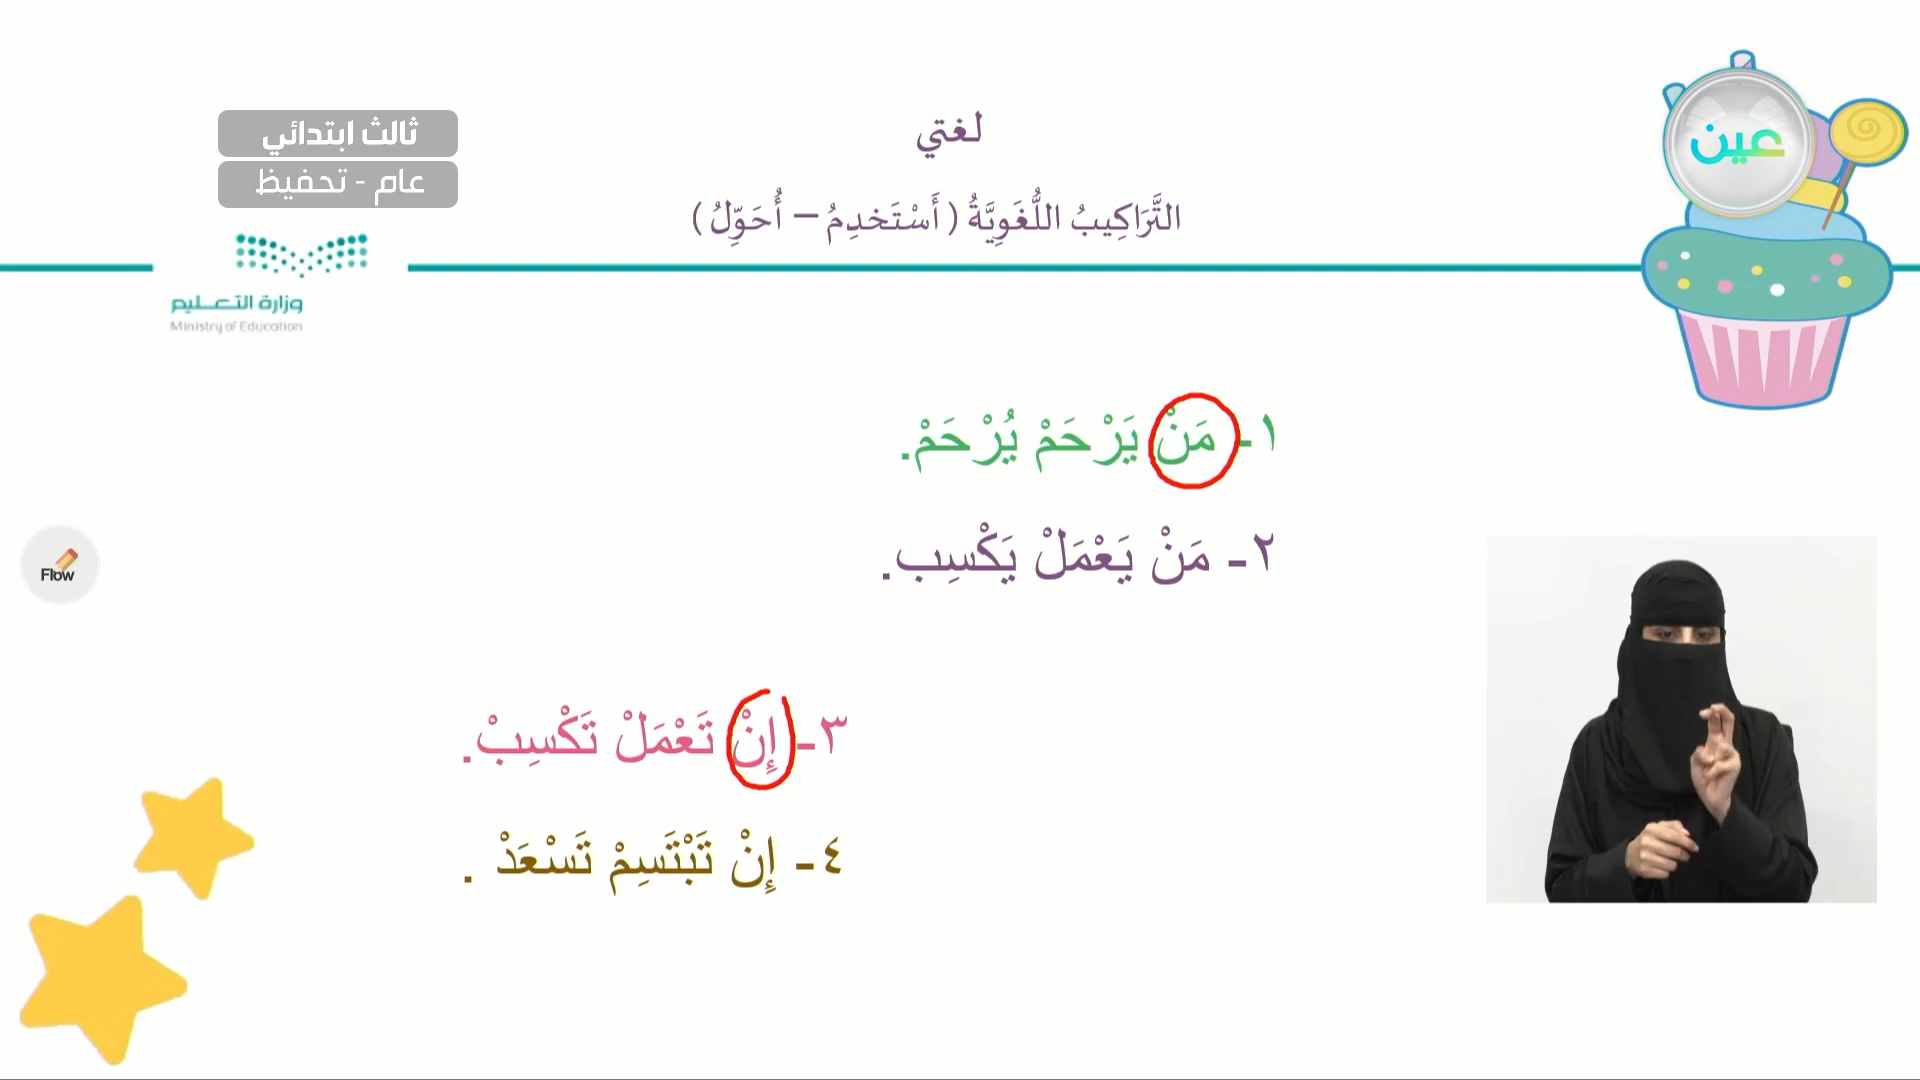 لغتي
عين
ثالث ابتدائي
عام - تحفيظ
التَّرَاكِيبُ اللُّغَوِيَّةُ ( أَسْتَخدِمُ – أُحَوِّلُ )
وزارة التعليم
Ministry of Education
١- مَنْ يَرْحَمْ يُرْحَمْ.
٢- مَنْ يَعْمَلْ يَكْسِب.
Flow
٣- إِنْ تَعْمَلْ تَكْسِبْ.
٤- إِنْ تَبْتَسِمْ تَسْعَدْ .